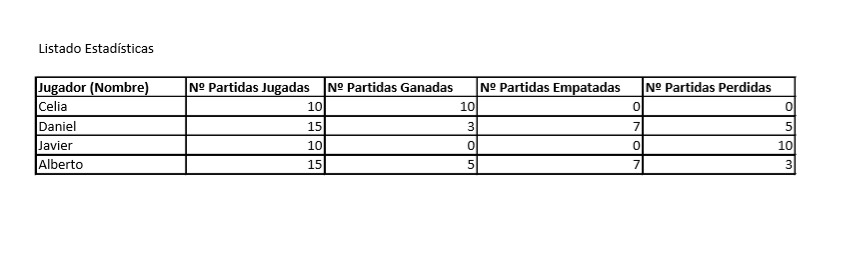 Listado Estadísticas
Jugador (Nombre) Nº Partidas Jugadas Nº Partidas Ganadas Nº Partidas Empatadas Nº Partidas Perdidas
Celia 10 10 0 0
Daniel 15 3 7 5
Javier 10 0 0 10
Alberto 15 5 7 3